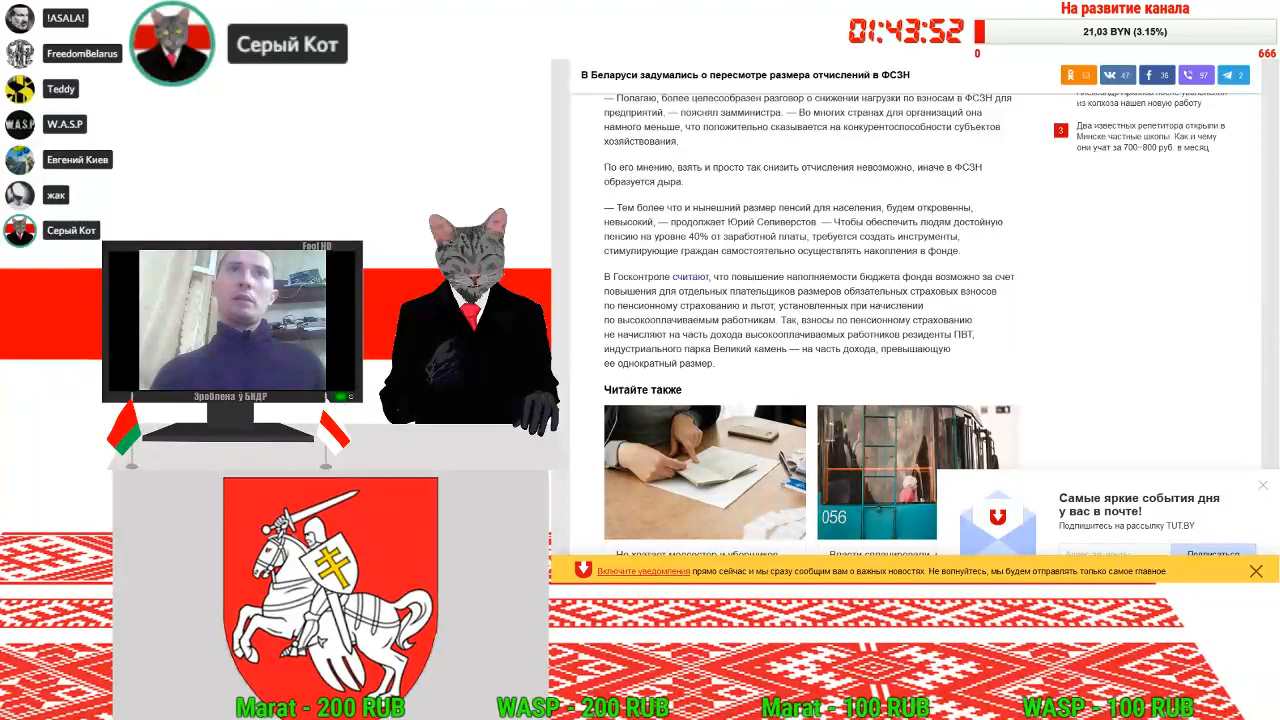 !ASALA!
FreedomBelarus
Teddy
W.A.S.P
W.A.S.P
Евгений Киев
жак
Серый Кот
Серый Кот
01:43:52
На развитие канала
21,03 BYN (3.15%)
0
666
В Беларуси задумались о пересмотре размера отчислений в ФСЗН
53
47
36
97
2
— Полагаю, более целесообразен разговор о снижении нагрузки по взносам в ФСЗН для
предприятий, — пояснял замминистра. — Во многих странах для организаций она
намного меньше, что положительно сказывается на конкурентоспособности субъектов
хозяйствования.
По его мнению, взять и просто так снизить отчисления невозможно, иначе в ФСЗН
образуется дыра.
— Тем более что и нынешний размер пенсий для населения, будем откровенны,
невысокий, — продолжает Юрий Селиверстов. — Чтобы обеспечить людям достойную
пенсию на уровне 40% от заработной платы, требуется создать инструменты,
стимулирующие граждан самостоятельно осуществлять накопления в фонде.
В Госконтроле считают, что повышение наполняемости бюджета фонда возможно за счет
повышения для отдельных плательщиков размеров обязательных страховых взносов
по пенсионному страхованию и льгот, установленных при начислении
по высокооплачиваемым работникам. Так, взносы по пенсионному страхованию
не начисляют на часть дохода высокооплачиваемых работников резиденты ПВТ,
индустриального парка Великий камень — на часть дохода, превышающую
ее однократный размер.
Читайте также
из колхоза нашел новую работу
3
Два известных репетитора открыли в
Минске частные школы. Как и чему
они учат за 700–800 руб. в месяц
Fool HD
Зроблена ў БНДР
056
Самые яркие события дня
у вас в почте!
Подпишитесь на рассылку TUT.BY
Подписаться
Включите уведомления прямо сейчас и мы сразу сообщим вам о важных новостях. Не волнуйтесь, мы будем отправлять только самое главное.
Marat - 200 RUB
WASP - 200 RUB
Marat - 100 RUB
WASP - 100 RUB